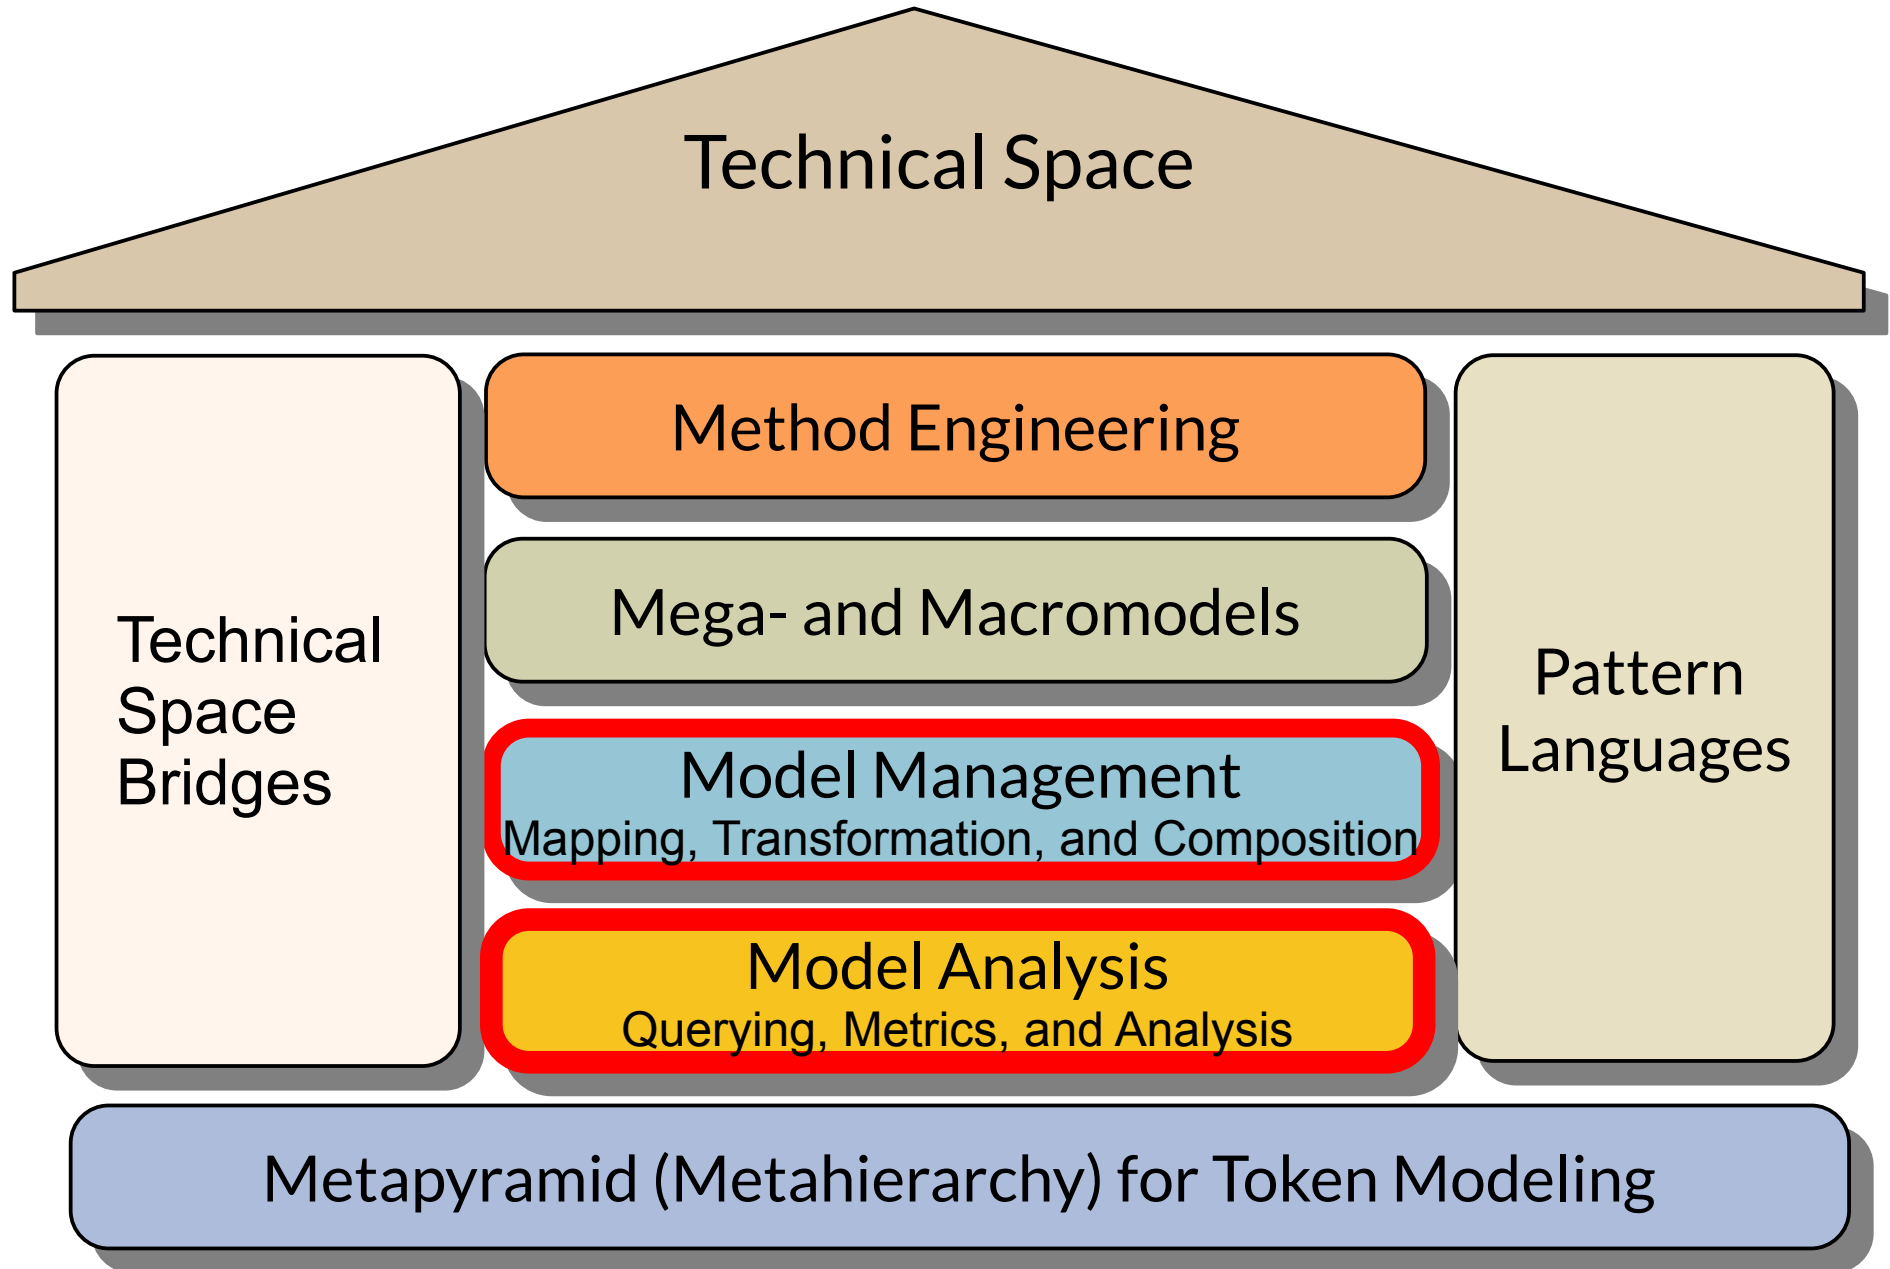 Technical Space
Method Engineering
Mega- and Macromodels
Technical
Space
Bridges
Pattern
Languages
Model Management
Mapping, Transformation, and Composition
Model Analysis
Querying, Metrics, and Analysis
Metapyramid (Metahierarchy) for Token Modeling